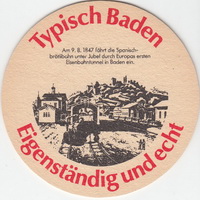 Typisch Baden
Am 9. 8. 1847 fährt die Spanisch-
brötlibahn unter Jubel durch Europas ersten
Eisenbahntunnel in Baden ein.
Eigenständig und echt